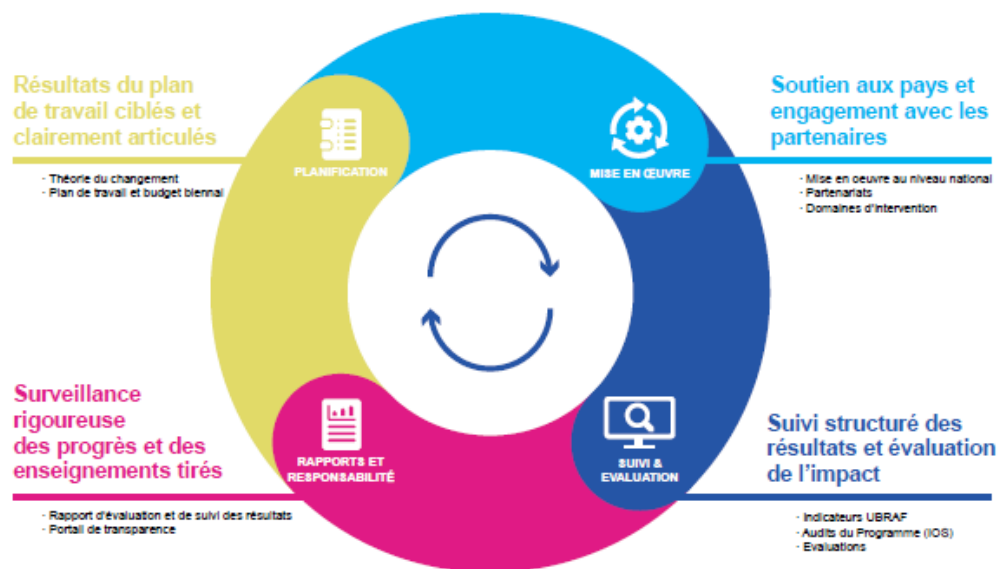 Résultats du plan
de travail ciblés et
clairement articulés
- Théorie du changement
- Plan de travail et budget biennal
PLANIFICATION
MISE EN ŒUVRE
Soutien aux pays et
engagement avec les
partenaires
- Mise en oeuvre au niveau national
- Partenariats
- Domaines d'intervention
Surveillance
rigoureuse
des progrès et des
enseignements tirés
- Rapport d'évaluation et de suivi des résultats
- Portail de transparence
RAPPORTS ET
RESPONSABILITÉ
SUIVI &
EVALUATION
Suivi structuré des
résultats et évaluation
de l'impact
- Indicateurs UBRAF
- Audits du Programme (IOS)
- Evaluations